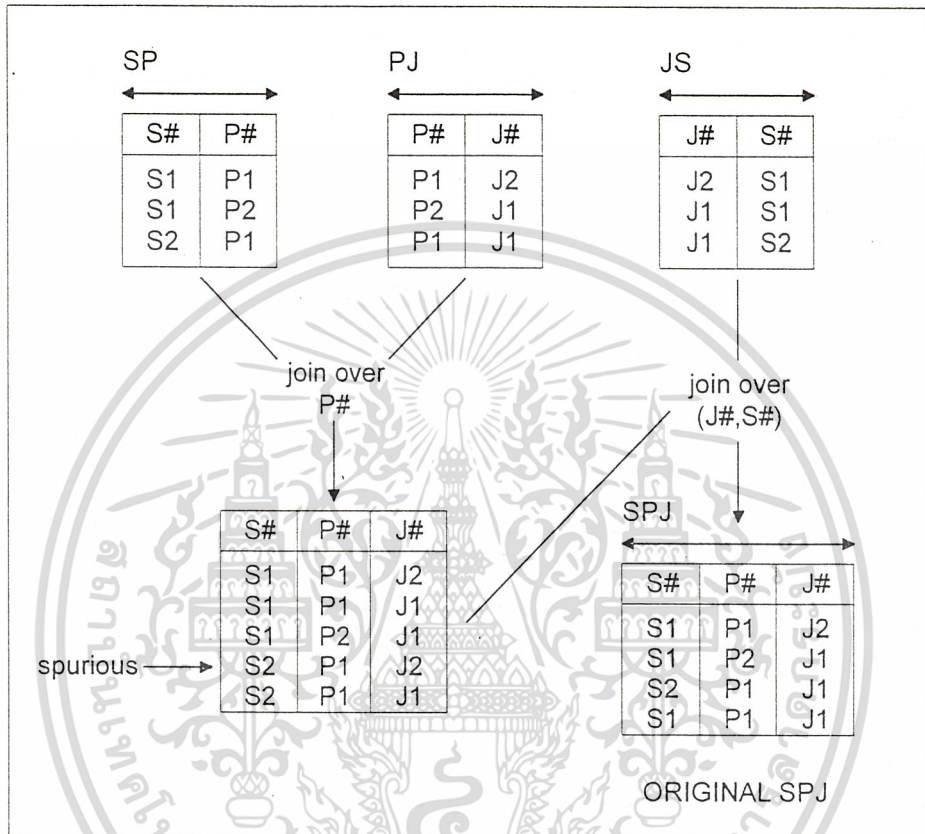 SP PJ JS
S# P# P# J# J# S#
S1 P1 P1 J2 J2 S1
S1 P2 P2 J1 J1 S1
S2 P1 P1 J1 J1 S2
join over
P#
join over
(J#,S#)
SPJ
S# P# J#
S1 P1 J2
S1 P1 J1
S1 P2 J1
spurious S2 P1 J2
S2 P1 J1
S# P# J#
S1 P1 J2
S1 P2 J1
S2 P1 J1
S1 P1 J1
ORIGINAL SPJ